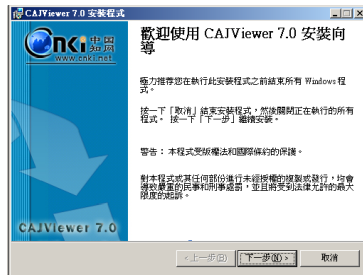 CAJViewer 7.0 安裝程式
cnki 中国知网
www.cnki.net
歡迎使用 CAJViewer 7.0 安裝向
導
極力推薦您在執行此安裝程式之前結束所有 Windows 程
式。
按一下「取消」結束安裝程式，然後關閉正在執行的所有
程式。 按一下「下一步」繼續安裝。
警告： 本程式受版權法和國際條約的保護。
對本程式或其任何部份進行未經授權的複製或發行，均會
導致嚴重的民事和刑事處罰，並且將受到法律允許的最大
限度的起訴。
CAJViewer 7.0
<上一步(B)
下一步(N) >
取消